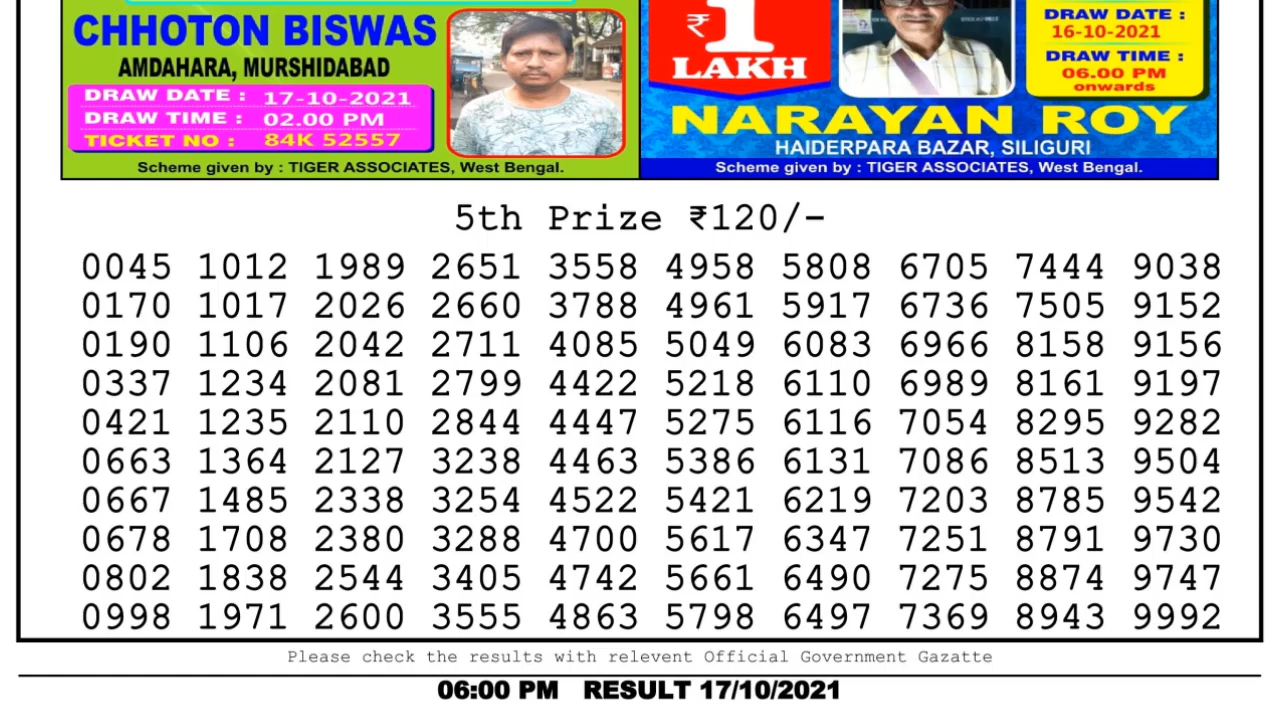 CHHOTON BISWAS
AMDAHARA, MURSHIDABAD
DRAW DATE : 17-10-2021
DRAW TIME : 02.00 PM
TICKET NO : 84K 52557
Scheme given by : TIGER ASSOCIATES, West Bengal.
₹1
LAKH
DRAW DATE :
16-10-2021
DRAW TIME :
06.00 PM
onwards
NARAYAN ROY
HAIDERPARA BAZAR, SILIGURI
Scheme given by : TIGER ASSOCIATES, West Bengal.
5th Prize ₹120/-
0045 1012 1989 2651 3558 4958 5808 6705 7444 9038
0170 1017 2026 2660 3788 4961 5917 6736 7505 9152
0190 1106 2042 2711 4085 5049 6083 6966 8158 9156
0337 1234 2081 2799 4422 5218 6110 6989 8161 9197
0421 1235 2110 2844 4447 5275 6116 7054 8295 9282
0663 1364 2127 3238 4463 5386 6131 7086 8513 9504
0667 1485 2338 3254 4522 5421 6219 7203 8785 9542
0678 1708 2380 3288 4700 5617 6347 7251 8791 9730
0802 1838 2544 3405 4742 5661 6490 7275 8874 9747
0998 1971 2600 3555 4863 5798 6497 7369 8943 9992
Please check the results with relevent Official Government Gazatte
06:00 PM RESULT 17/10/2021